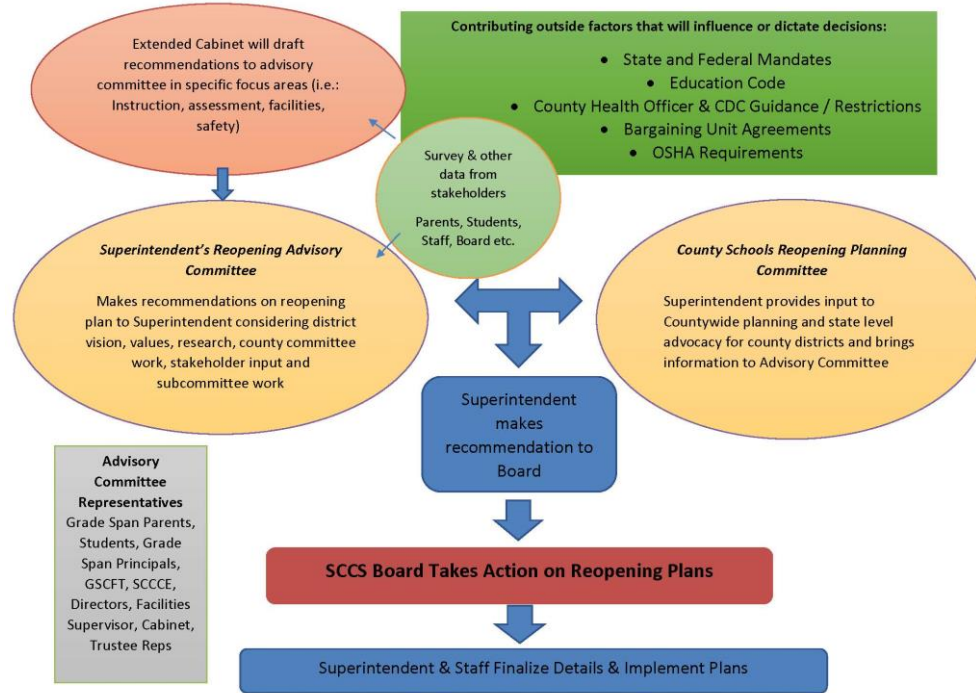 Extended Cabinet will draft
recommendations to advisory
committee in specific focus areas (i.e.:
Instruction, assessment, facilities,
safety)
Contributing outside factors that will influence or dictate decisions:
• State and Federal Mandates
• Education Code
• County Health Officer & CDC Guidance / Restrictions
• Bargaining Unit Agreements
• OSHA Requirements
Survey & other
data from
stakeholders
Parents, Students,
Staff, Board etc.
Superintendent’s Reopening Advisory
Committee
Makes recommendations on reopening
plan to Superintendent considering district
vision, values, research, county committee
work, stakeholder input and
subcommittee work
County Schools Reopening Planning
Committee
Superintendent provides input to
Countywide planning and state level
advocacy for county districts and brings
information to Advisory Committee
Superintendent
makes
recommendation to
Board
Advisory
Committee
Representatives
Grade Span Parents,
Students, Grade
Span Principals,
GSCFT, SCCCE,
Directors, Facilities
Supervisor, Cabinet,
Trustee Reps
SCCS Board Takes Action on Reopening Plans
Superintendent & Staff Finalize Details & Implement Plans